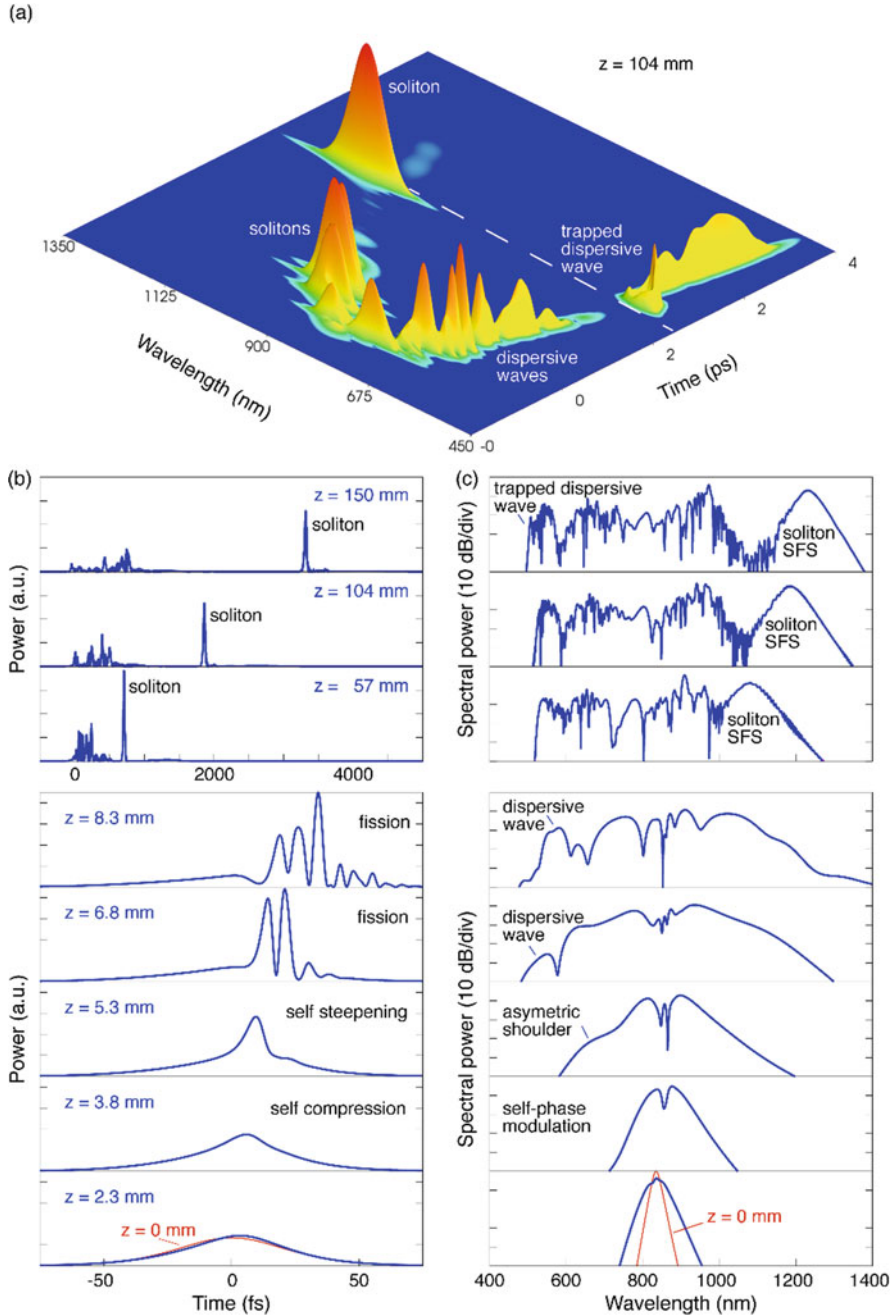 (a)
z = 104 mm
soliton
solitons
trapped
dispersive
wave
dispersive
waves
1350
1125
900
675
450
-0
0
2
2
4
Wavelength (nm)
Time (ps)
(b)
z = 150 mm
soliton
z = 104 mm
soliton
z = 57 mm
soliton
0
2000
4000
Power (a.u.)
z = 8.3 mm
fission
z = 6.8 mm
fission
z = 5.3 mm
self steepening
z = 3.8 mm
self compression
z = 2.3 mm
z = 0 mm
-50
0
50
Power (a.u.)
Time (fs)
(c)
trapped dispersive
wave
soliton
SFS
soliton
SFS
soliton
SFS
Spectral power (10 dB/div)
dispersive
wave
dispersive
wave
asymetric
shoulder
self-phase
modulation
z = 0 mm
Spectral power (10 dB/div)
400
600
800
1000
1200
1400
Wavelength (nm)